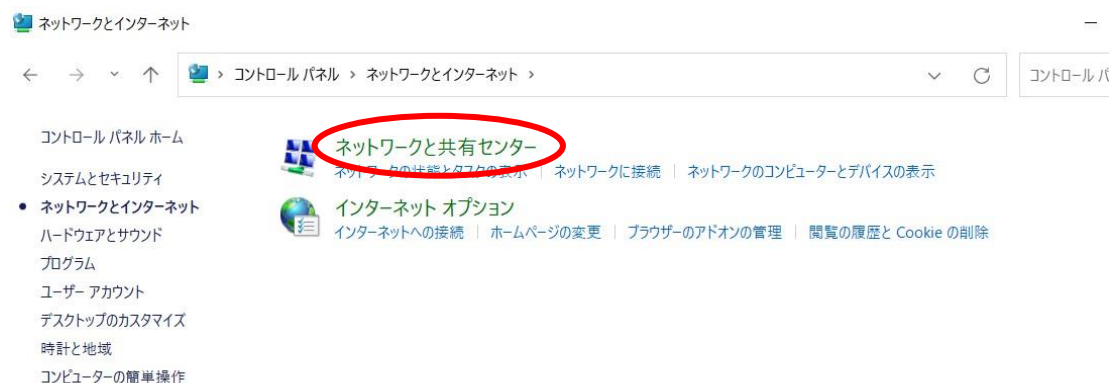 ネットワークとインターネット
コントロール パネル › ネットワークとインターネット ›
コントロール パ
コントロール パネル ホーム
システムとセキュリティ
ネットワークとインターネット
ハードウェアとサウンド
プログラム
ユーザー アカウント
デスクトップのカスタマイズ
時計と地域
コンピューターの簡単操作
ネットワークと共有センター
ネットワークの状態とタスクの表示 | ネットワークに接続 | ネットワークのコンピューターとデバイスの表示
インターネット オプション
インターネットへの接続 | ホームページの変更 | ブラウザーのアドオンの管理 | 閲覧の履歴と Cookie の削除